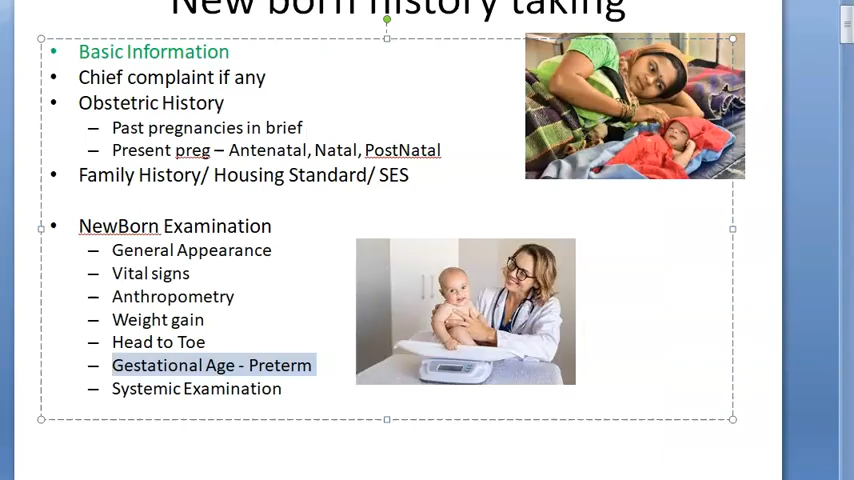 New born history taking
• Basic Information
• Chief complaint if any
• Obstetric History
– Past pregnancies in brief
– Present preg – Antenatal, Natal, PostNatal
• Family History/ Housing Standard/ SES
• NewBorn Examination
– General Appearance
– Vital signs
– Anthropometry
– Weight gain
– Head to Toe
– Gestational Age - Preterm
– Systemic Examination